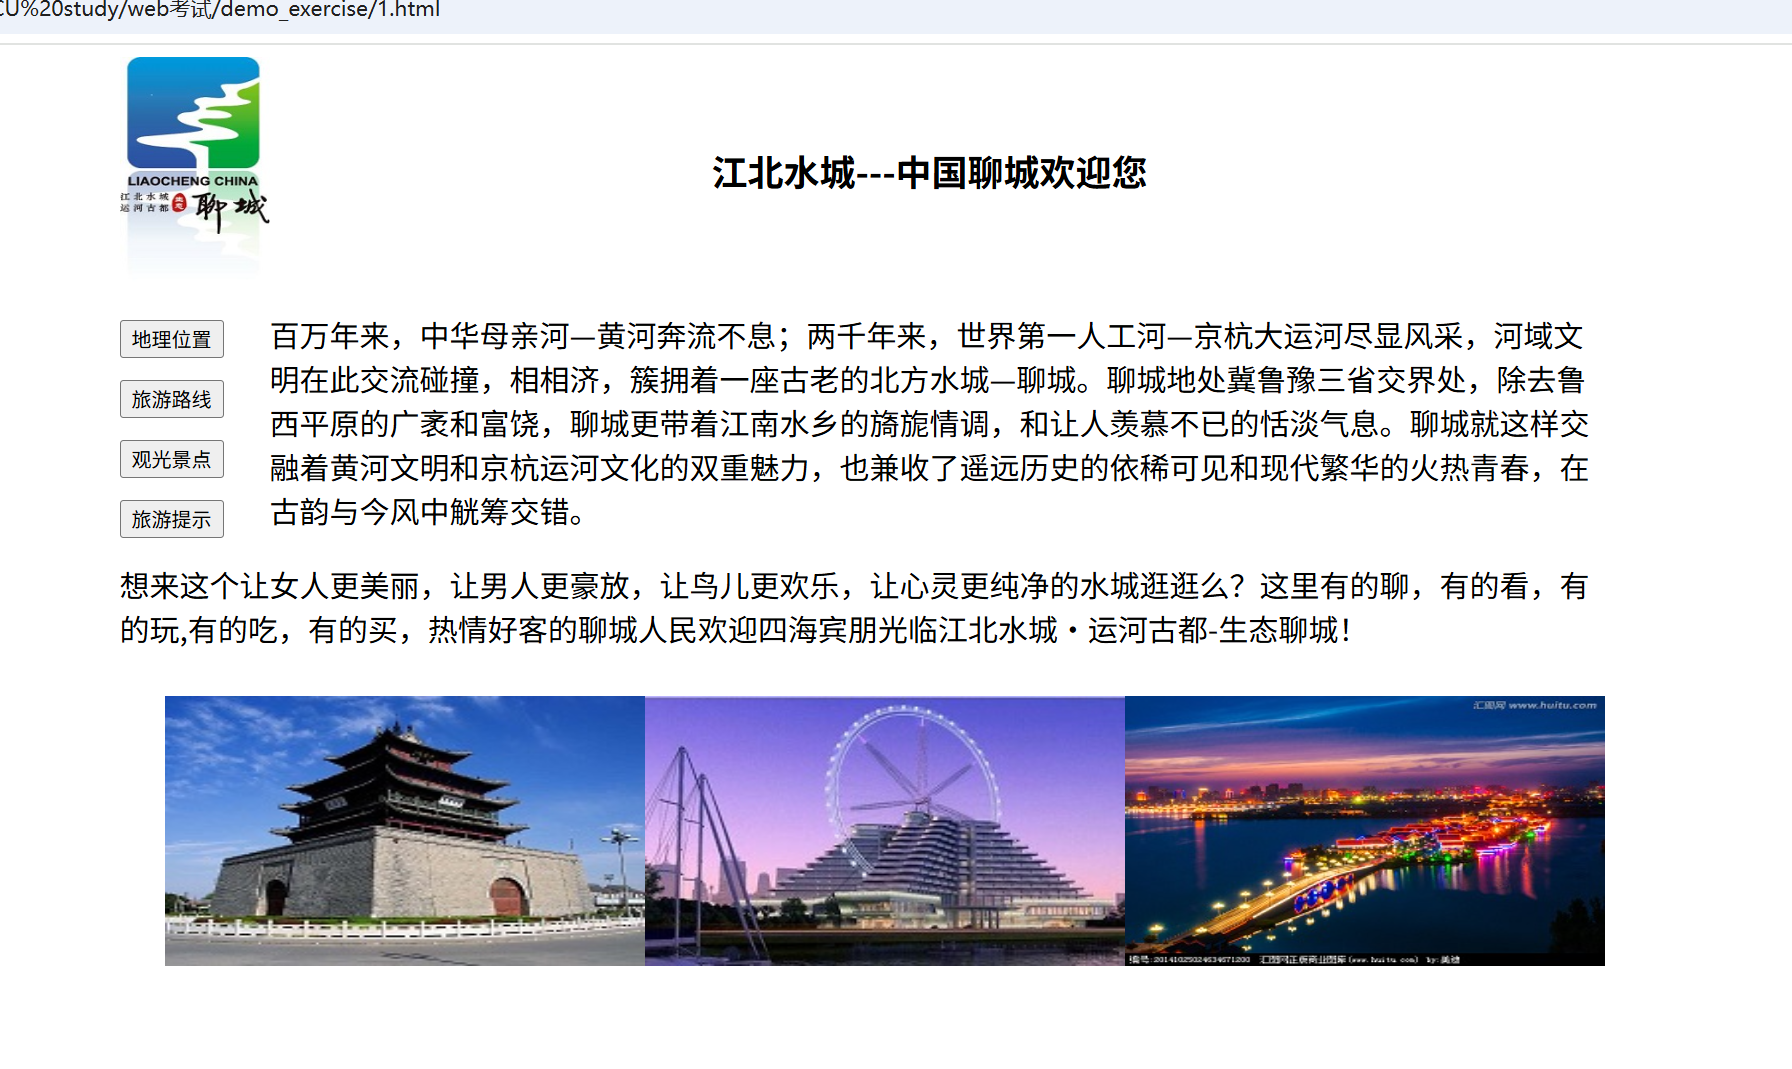 CU%20study/web考试/demo_exercise/1.html
LIAOCHENG CHINA
江北水城
运河古都
聊城
江北水城---中国聊城欢迎您
地理位置
旅游路线
观光景点
旅游提示
百万年来，中华母亲河—黄河奔流不息；两千年来，世界第一人工河—京杭大运河尽显风采，河域文
明在此交流碰撞，相相济，簇拥着一座古老的北方水城—聊城。聊城地处冀鲁豫三省交界处，除去鲁
西平原的广袤和富饶，聊城更带着江南水乡的旖旎情调，和让人羡慕不已的恬淡气息。聊城就这样交
融着黄河文明和京杭运河文化的双重魅力，也兼收了遥远历史的依稀可见和现代繁华的火热青春，在
古韵与今风中觥筹交错。
想来这个让女人更美丽，让男人更豪放，让鸟儿更欢乐，让心灵更纯净的水城逛逛么？这里有的聊，有的看，有
的玩,有的吃，有的买，热情好客的聊城人民欢迎四海宾朋光临江北水城・运河古都-生态聊城！
汇图网 www.huitu.com
编号:20141025024634671200 汇图网正版商业图库(www.huitu.com) by:美迪